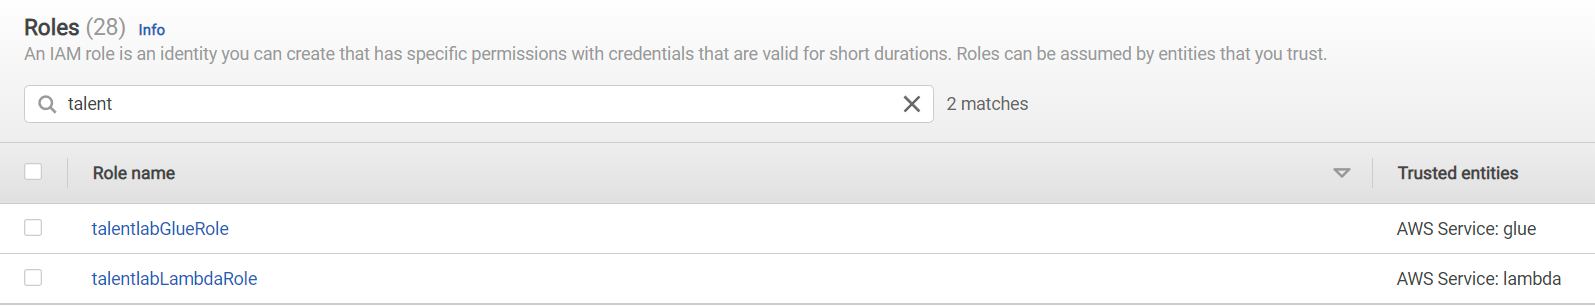 Roles (28) Info
An IAM role is an identity you can create that has specific permissions with credentials that are valid for short durations. Roles can be assumed by entities that you trust.
talent 2 matches
Role name Trusted entities
talentlabGlueRole AWS Service: glue
talentlabLambdaRole AWS Service: lambda